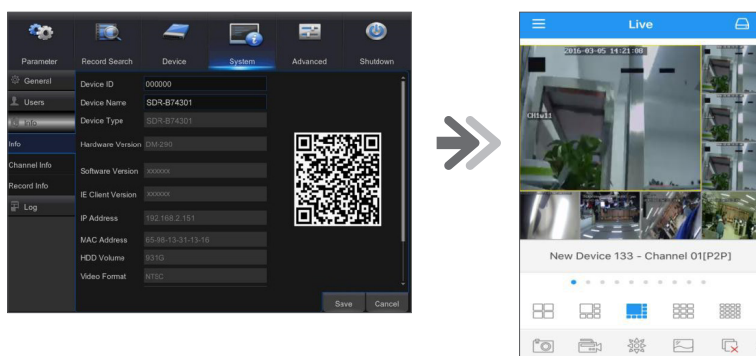 Parameter Record Search Device System Advanced Shutdown
General
Users
Info
Info
Channel Info
Record Info
Log
Device ID 000000
Device Name SDR-B74301
Device Type SDR-B74301
Hardware Version DM-290
Software Version xxxxxx
IE Client Version xxxxxx
IP Address 192.168.2.151
MAC Address 65-98-13-31-13-16
HDD Volume 931G
Video Format NTSC
Save Cancel
Live
2016-03-05 14:21:00
New Device 133 - Channel 01[P2P]